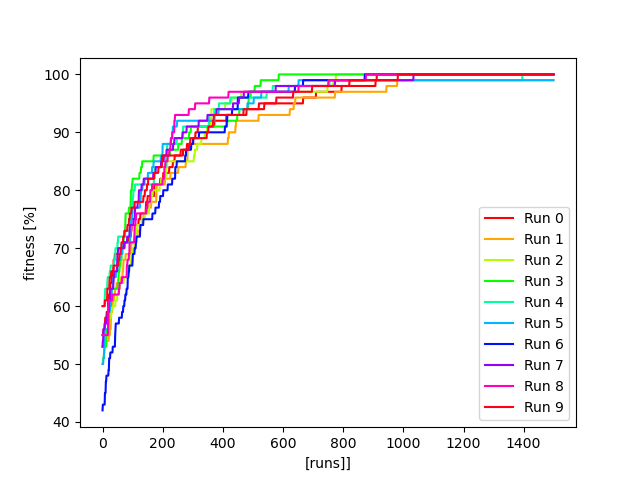 fitness [%]
100
90
80
70
60
50
40
0
200
400
600
800
1000
1200
1400
[runs]]
Run 0
Run 1
Run 2
Run 3
Run 4
Run 5
Run 6
Run 7
Run 8
Run 9